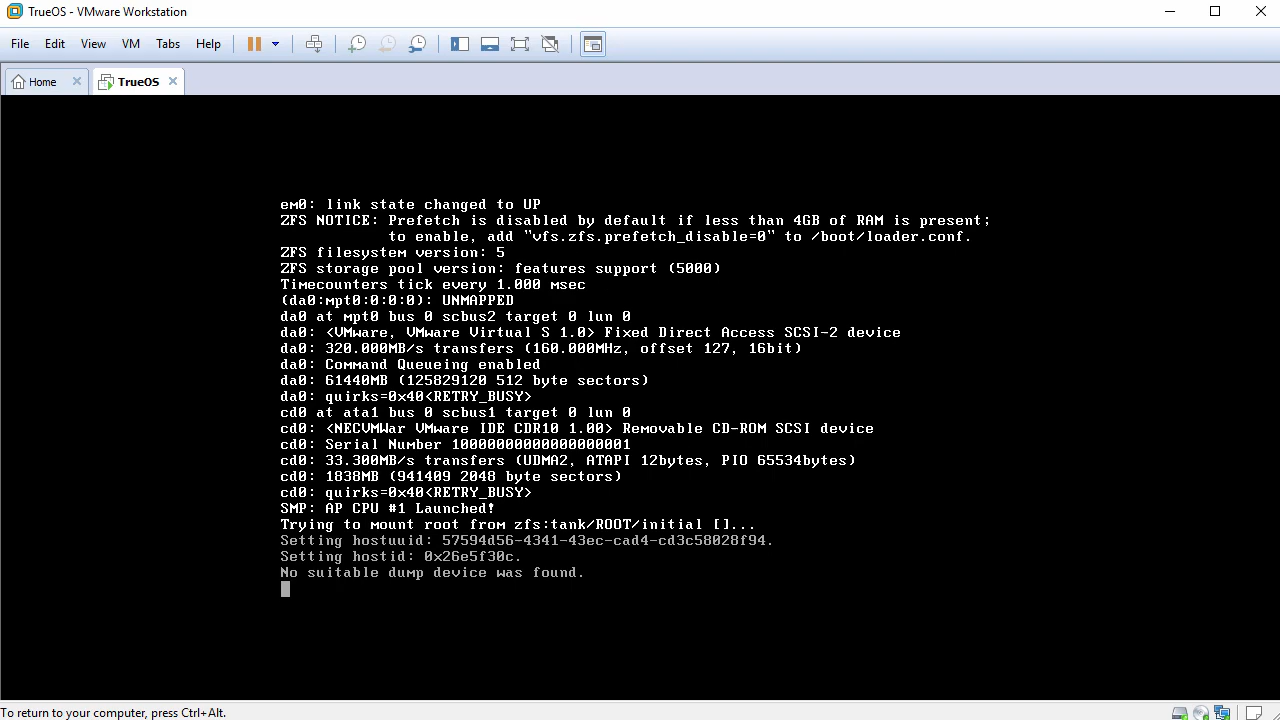 TrueOS - VMware Workstation
File Edit View VM Tabs Help
Home TrueOS
em0: link state changed to UP
ZFS NOTICE: Prefetch is disabled by default if less than 4GB of RAM is present;
to enable, add "vfs.zfs.prefetch_disable=0" to /boot/loader.conf.
ZFS filesystem version: 5
ZFS storage pool version: features support (5000)
Timecounters tick every 1.000 msec
(da0:mpt0:0:0:0): UNMAPPED
da0 at mpt0 bus 0 scbus2 target 0 lun 0
da0: <VMware, VMware Virtual S 1.0> Fixed Direct Access SCSI-2 device
da0: 320.000MB/s transfers (160.000MHz, offset 127, 16bit)
da0: Command Queueing enabled
da0: 61440MB (125829120 512 byte sectors)
da0: quirks=0x40<RETRY_BUSY>
cd0 at ata1 bus 0 scbus1 target 0 lun 0
cd0: <NECVMWar VMware IDE CDR10 1.00> Removable CD-ROM SCSI device
cd0: Serial Number 10000000000000000001
cd0: 33.300MB/s transfers (UDMA2, ATAPI 12bytes, PIO 65534bytes)
cd0: 1838MB (941409 2048 byte sectors)
cd0: quirks=0x40<RETRY_BUSY>
SMP: AP CPU #1 Launched!
Trying to mount root from zfs:tank/ROOT/initial []...
Setting hostuuid: 57594d56-4341-43ec-cad4-cd3c58028f94.
Setting hostid: 0x26e5f30c.
No suitable dump device was found.
To return to your computer, press Ctrl+Alt.